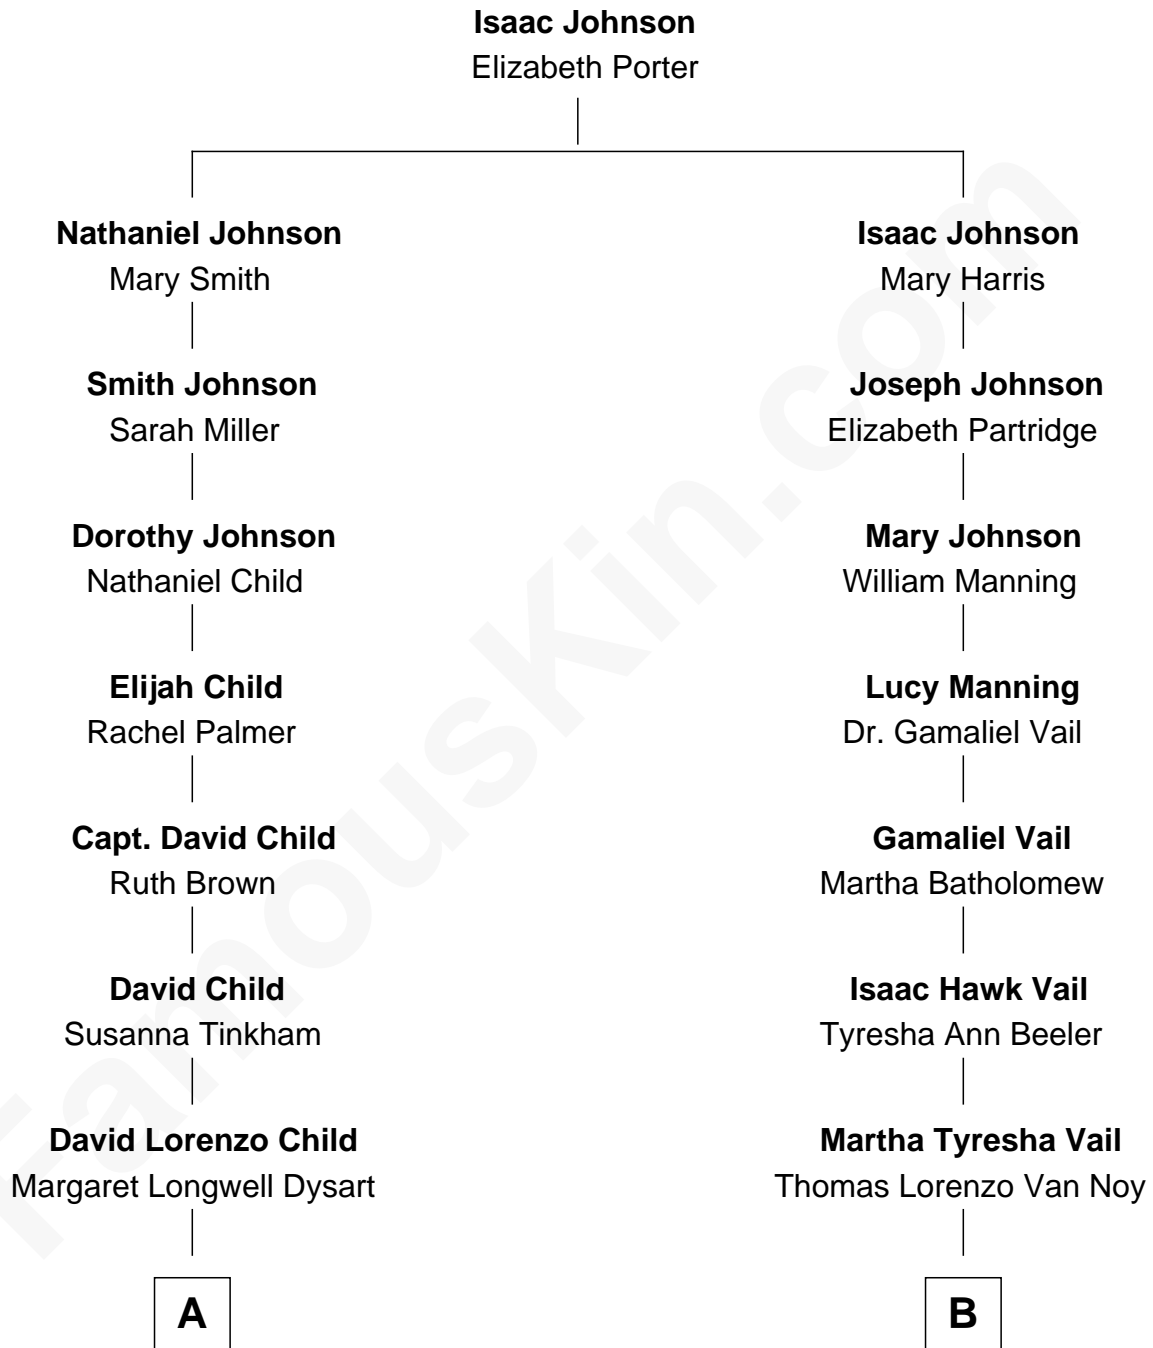 Isaac Johnson
Elizabeth Porter
Nathaniel Johnson
Mary Smith
Smith Johnson
Sarah Miller
Dorothy Johnson
Nathaniel Child
Elijah Child
Rachel Palmer
Capt. David Child
Ruth Brown
David Child
Susanna Tinkham
David Lorenzo Child
Margaret Longwell Dysart
A
Isaac Johnson
Mary Harris
Joseph Johnson
Elizabeth Partridge
Mary Johnson
William Manning
Lucy Manning
Dr. Gamaliel Vail
Gamaliel Vail
Martha Batholomew
Isaac Hawk Vail
Tyresha Ann Beeler
Martha Tyresha Vail
Thomas Lorenzo Van Noy
B
FamousKin.com